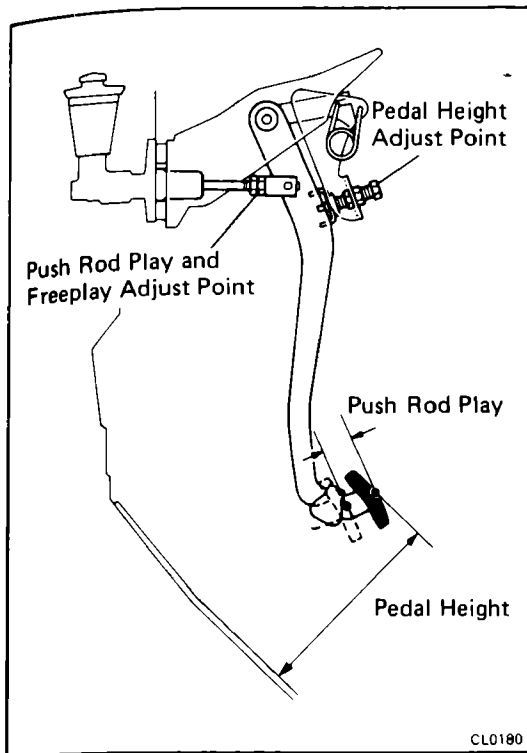 Pedal Height
Adjust Point
Push Rod Play and
Freeplay Adjust Point
Push Rod Play
Pedal Height
CL0180